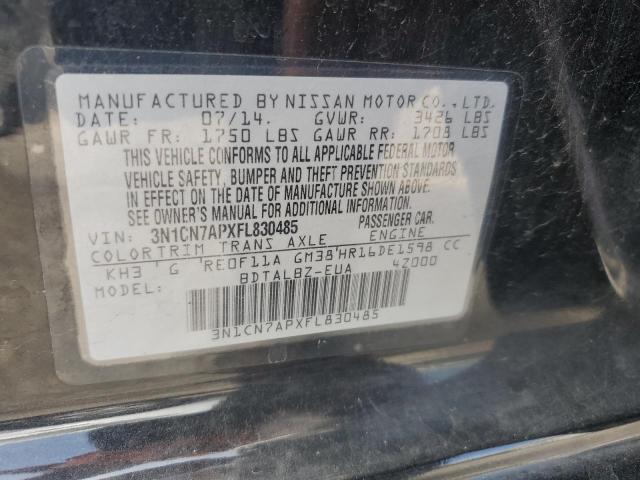 MANUFACTURED BY NISSAN MOTOR CO., LTD.
DATE: 07/14. GVWR: 3426 LBS
GAWR FR: 1750 LBS GAWR RR: 1708 LBS
THIS VEHICLE CONFORMS TO ALL APPLICABLE FEDERAL MOTOR
VEHICLE SAFETY, BUMPER AND THEFT PREVENTION STANDARDS
IN EFFECT ON THE DATE OF MANUFACTURE SHOWN ABOVE.
SEE OWNER'S MANUAL FOR ADDITIONAL INFORMATION.
VIN: 3N1CN7APXFL830485 PASSENGER CAR.
COLOR TRIM TRANS AXLE ENGINE
KH3 G RE0F11A GM38 HR16DE1598 CC
BDTALBZ-EUA 4Z000
3N1CN7APXFL830485